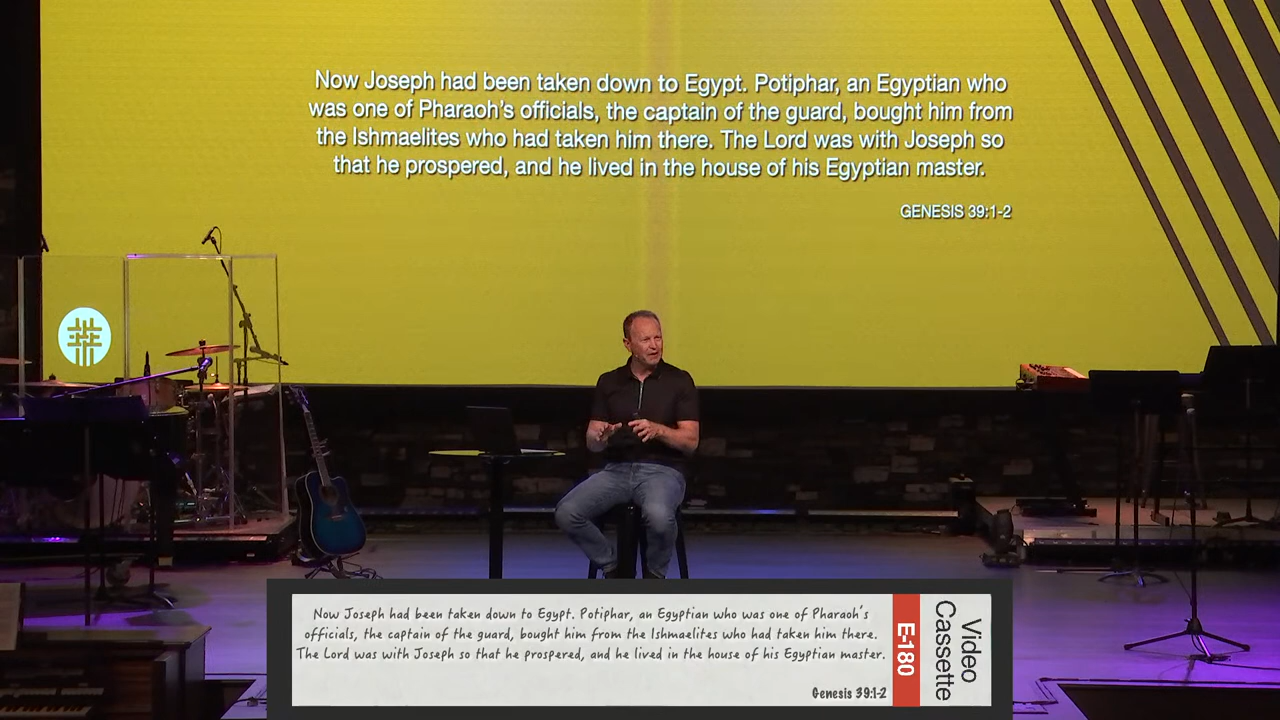 Now Joseph had been taken down to Egypt. Potiphar, an Egyptian who
was one of Pharaoh's officials, the captain of the guard, bought him from
the Ishmaelites who had taken him there. The Lord was with Joseph so
that he prospered, and he lived in the house of his Egyptian master.
GENESIS 39:1-2
Now Joseph had been taken down to Egypt. Potiphar, an Egyptian who was one of Pharaoh's
officials, the captain of the guard, bought him from the Ishmaelites who had taken him there.
The Lord was with Joseph so that he prospered, and he lived in the house of his Egyptian master.
Genesis 39:1-2
E-180
Video
Cassette